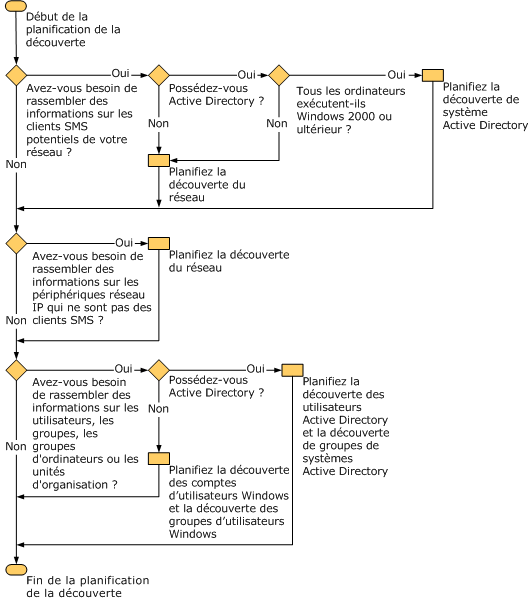 Début de la
planification de la
découverte
Oui
Oui
Oui
Avez-vous besoin de
rassembler des
informations sur les
clients SMS
potentiels de votre
réseau ?
Possédez-vous
Active Directory ?
Tous les ordinateurs
exécutent-ils
Windows 2000 ou
ultérieur ?
Planifiez la
découverte de
système
Active Directory
Non
Non
Non
Planifiez la
découverte du
réseau
Oui
Avez-vous besoin de
rassembler des
informations sur les
périphériques réseau
IP qui ne sont pas des
clients SMS ?
Planifiez la découverte
du réseau
Non
Oui
Oui
Avez-vous besoin
de rassembler des
informations sur les
utilisateurs, les
groupes, les
groupes
d'ordinateurs ou les
unités
d'organisation ?
Possédez-vous
Active Directory ?
Planifiez la
découverte des
utilisateurs
Active Directory
et la découverte
de groupes de
systèmes
Active Directory
Non
Non
Planifiez la découverte
des comptes
d'utilisateurs Windows
et la découverte des
groupes d'utilisateurs
Windows
Fin de la planification
de la découverte